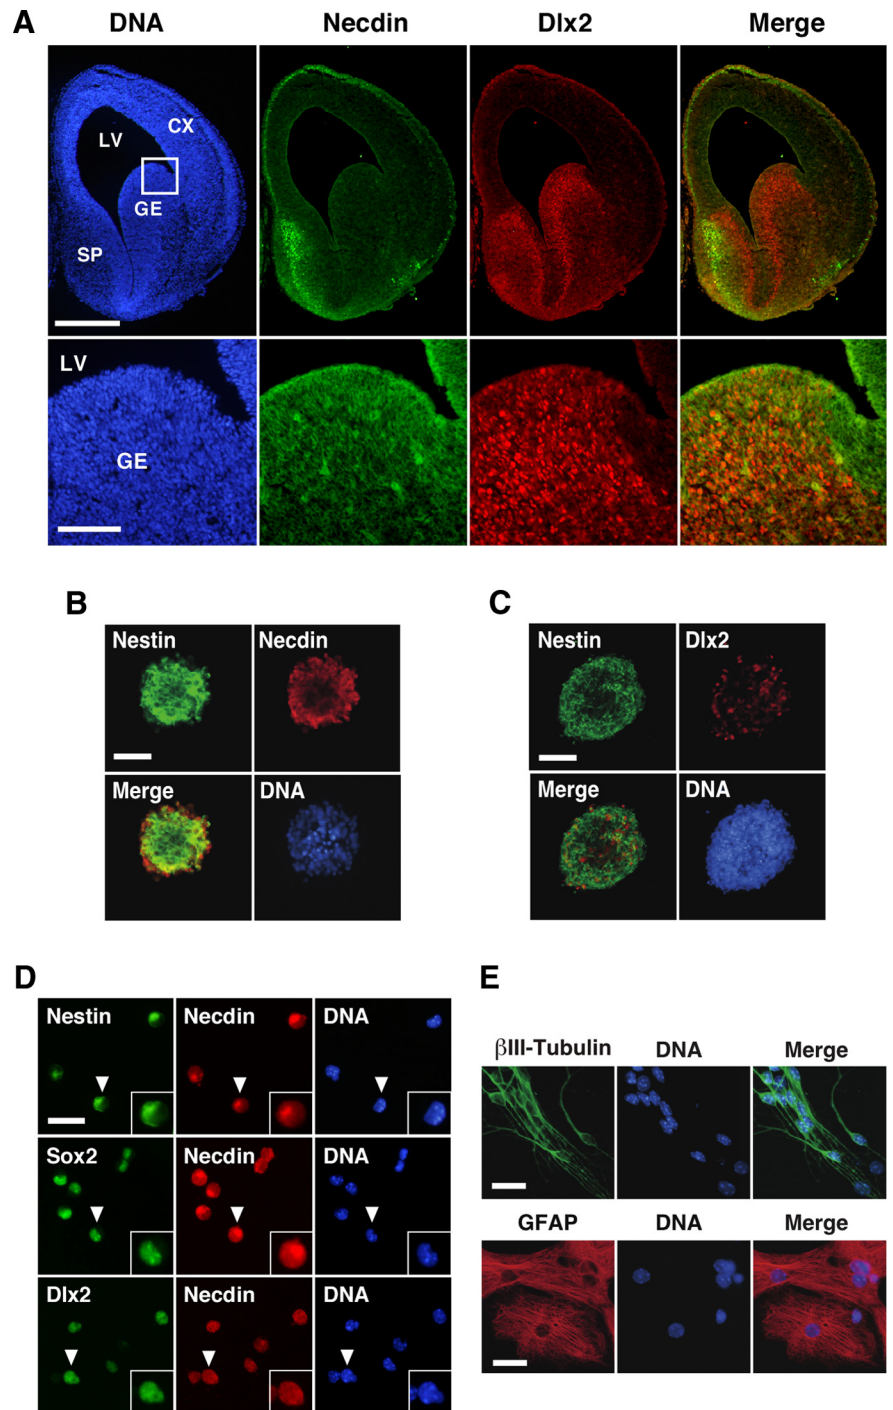 A
DNA Necdin Dlx2 Merge
LV CX
GE
SP
LV
GE
B
Nestin Necdin
Merge DNA
C
Nestin Dlx2
Merge DNA
D
Nestin Necdin DNA
Sox2 Necdin DNA
Dlx2 Necdin DNA
E
βIII-Tubulin DNA Merge
GFAP DNA Merge